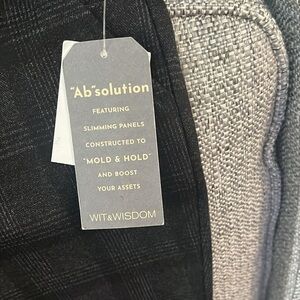 "Ab"solution
FEATURING
SLIMMING PANELS
CONSTRUCTED TO
"MOLD & HOLD"
AND BOOST
YOUR ASSETS
WIT&WISDOM